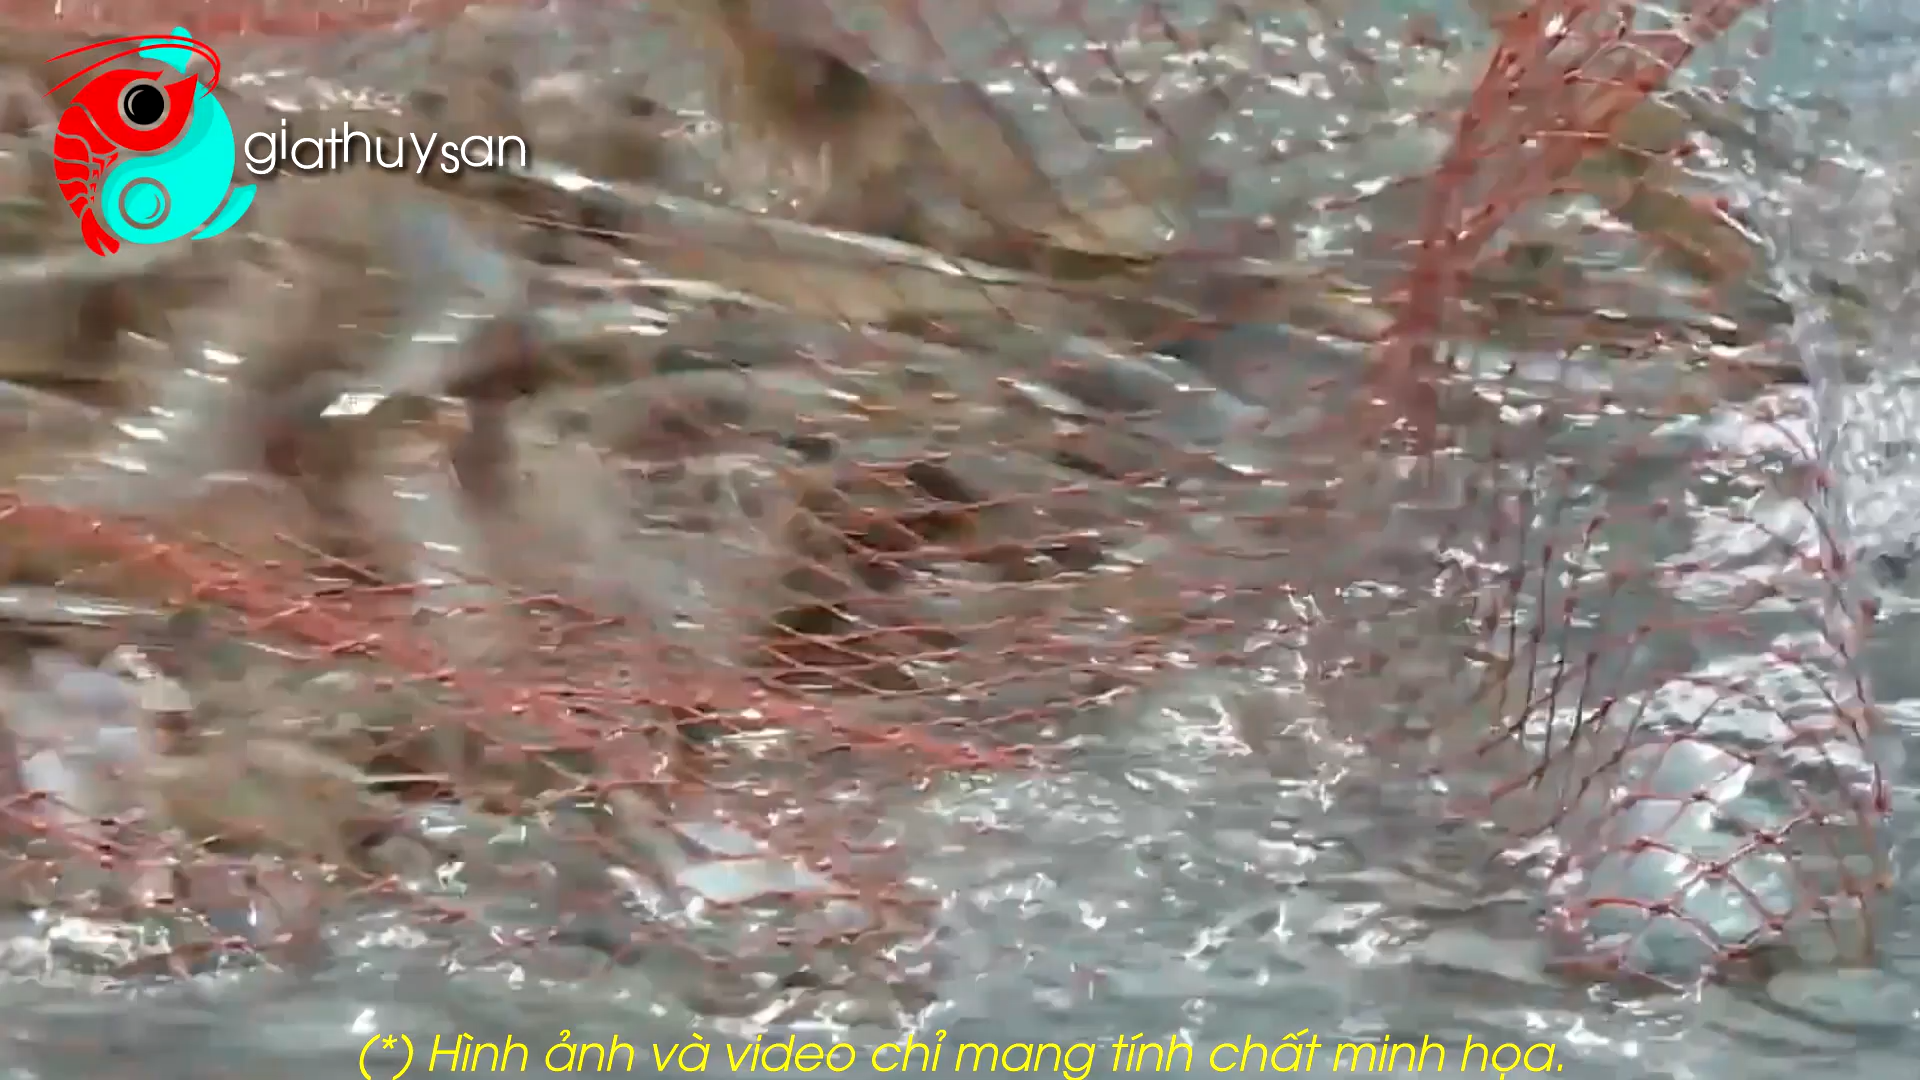 giathuysan
(*) Hình ảnh và video chỉ mang tính chất minh họa.